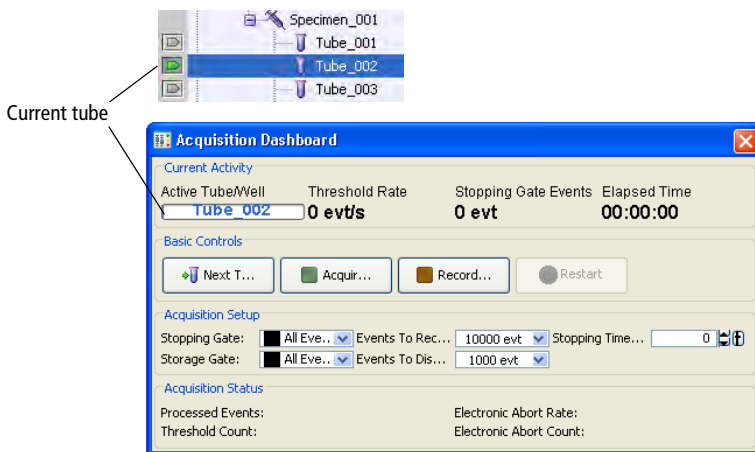 Specimen_001
Tube_001
Tube_002
Tube_003
Current tube
Acquisition Dashboard
Current Activity
Active Tube/Well Threshold Rate Stopping Gate Events Elapsed Time
Tube_002 0 evt/s 0 evt 00:00:00
Basic Controls
Next T... Acquir... Record... Restart
Acquisition Setup
Stopping Gate: All Eve.. Events To Rec... 10000 evt Stopping Time... 0
Storage Gate: All Eve.. Events To Dis... 1000 evt
Acquisition Status
Processed Events: Electronic Abort Rate:
Threshold Count: Electronic Abort Count: